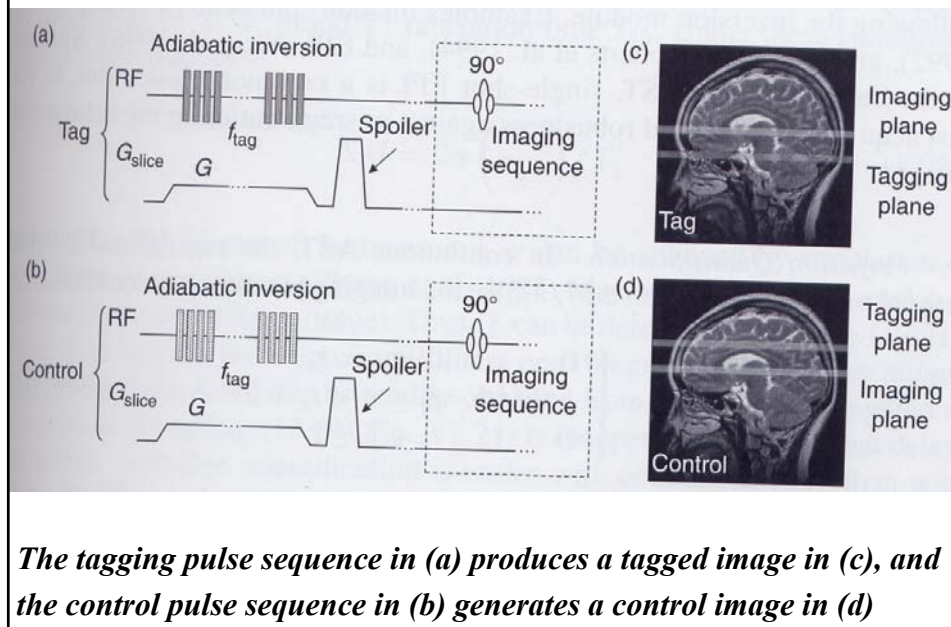 (a)
Adiabatic inversion
90°
RF
Tag
f_tag
Spoiler
Imaging
sequence
G_slice
G
(c)
Imaging
plane
Tagging
plane
Tag
(b)
Adiabatic inversion
90°
RF
Control
f_tag
Spoiler
Imaging
sequence
G_slice
G
(d)
Tagging
plane
Imaging
plane
Control
The tagging pulse sequence in (a) produces a tagged image in (c), and
the control pulse sequence in (b) generates a control image in (d)